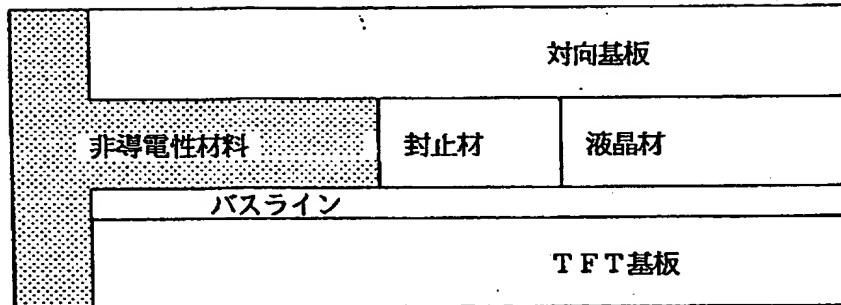 対向基板
非導電性材料
封止材
液晶材
バスライン
TFT基板